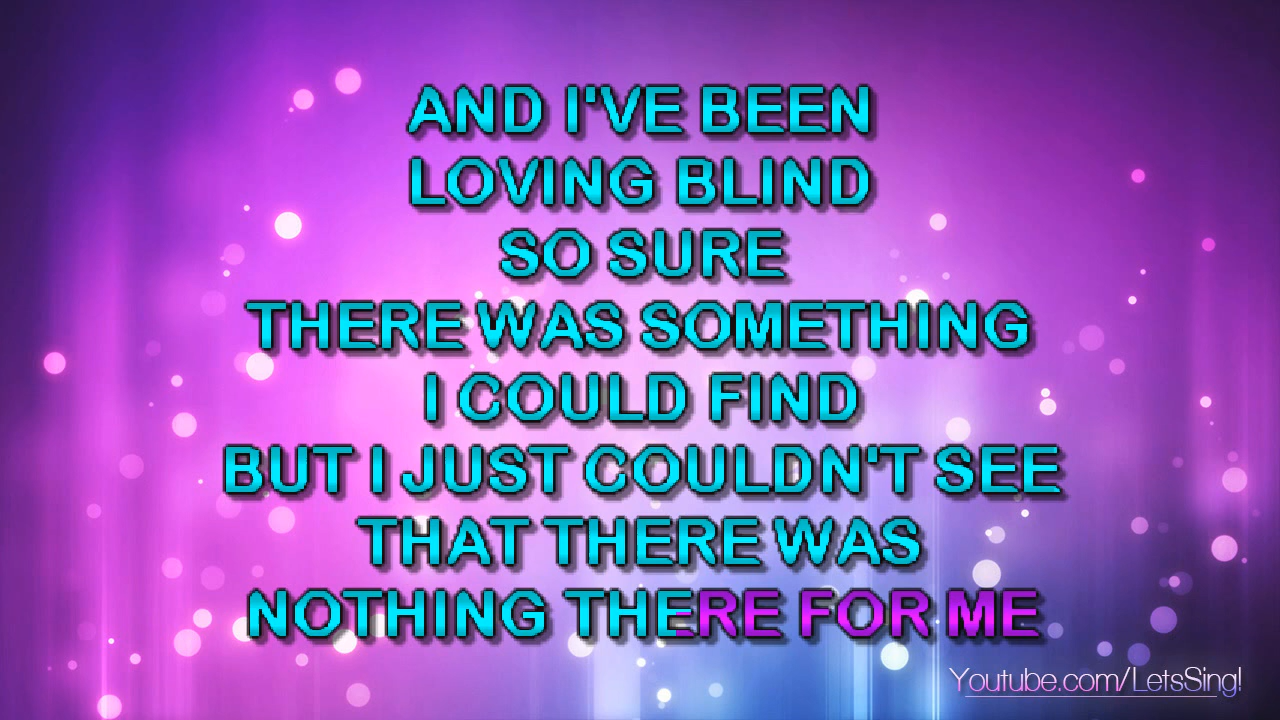 AND I'VE BEEN
LOVING BLIND
SO SURE
THERE WAS SOMETHING
I COULD FIND
BUT I JUST COULDN'T SEE
THAT THERE WAS
NOTHING THERE FOR ME
Youtube.com/LetsSing!